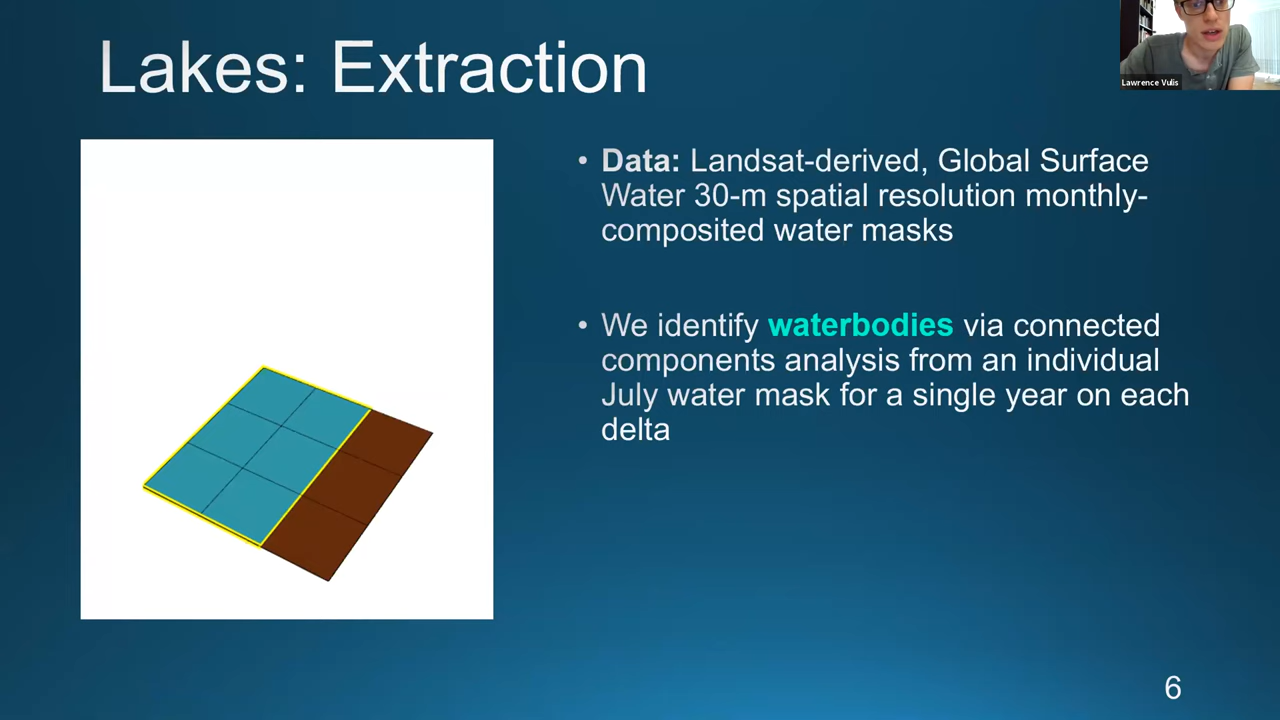 Lakes: Extraction
Lawrence Vulis
• Data: Landsat-derived, Global Surface
Water 30-m spatial resolution monthly-
composited water masks
• We identify waterbodies via connected
components analysis from an individual
July water mask for a single year on each
delta
6